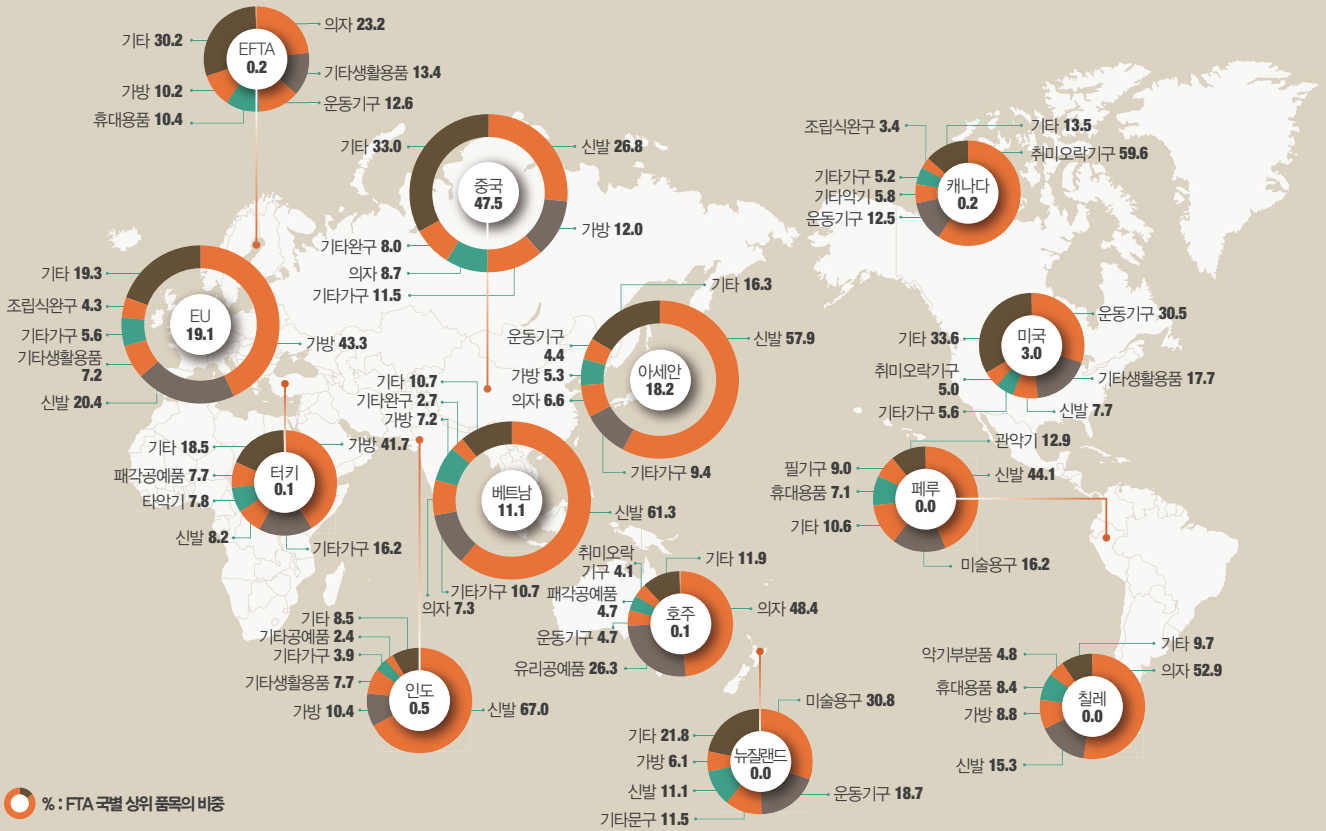 EFTA
0.2
의자 23.2
기타생활용품 13.4
운동기구 12.6
휴대용품 10.4
가방 10.2
기타 30.2
중국
47.5
신발 26.8
가방 12.0
기타가구 11.5
의자 8.7
기타완구 8.0
기타 33.0
캐나다
0.2
기타 13.5
취미오락기구 59.6
운동기구 12.5
기타악기 5.8
기타가구 5.2
조립식완구 3.4
EU
19.1
가방 43.3
신발 20.4
기타생활용품
7.2
기타가구 5.6
조립식완구 4.3
기타 19.3
아세안
18.2
기타 16.3
신발 57.9
기타가구 9.4
의자 6.6
가방 5.3
운동기구
4.4
미국
3.0
운동기구 30.5
기타생활용품 17.7
신발 7.7
기타가구 5.6
취미오락기구
5.0
기타 33.6
터키
0.1
가방 41.7
기타가구 16.2
신발 8.2
타악기 7.8
패각공예품 7.7
기타 18.5
베트남
11.1
신발 61.3
기타가구 10.7
의자 7.3
가방 7.2
기타완구 2.7
기타 10.7
페루
0.0
관악기 12.9
신발 44.1
미술용구 16.2
기타 10.6
휴대용품 7.1
필기구 9.0
호주
0.1
기타 11.9
의자 48.4
유리공예품 26.3
운동기구 4.7
패각공예품
4.7
취미오락
기구 4.1
인도
0.5
신발 67.0
가방 10.4
기타생활용품 7.7
기타가구 3.9
기타공예품 2.4
기타 8.5
뉴질랜드
0.0
미술용구 30.8
운동기구 18.7
기타문구 11.5
신발 11.1
가방 6.1
기타 21.8
칠레
0.0
기타 9.7
의자 52.9
신발 15.3
가방 8.8
휴대용품 8.4
악기부분품 4.8
% : FTA 국별 상위 품목의 비중